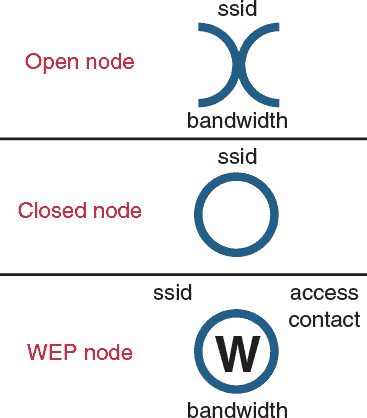 ssid
Open node
bandwidth
ssid
Closed node
ssid
access
contact
WEP node
W
bandwidth